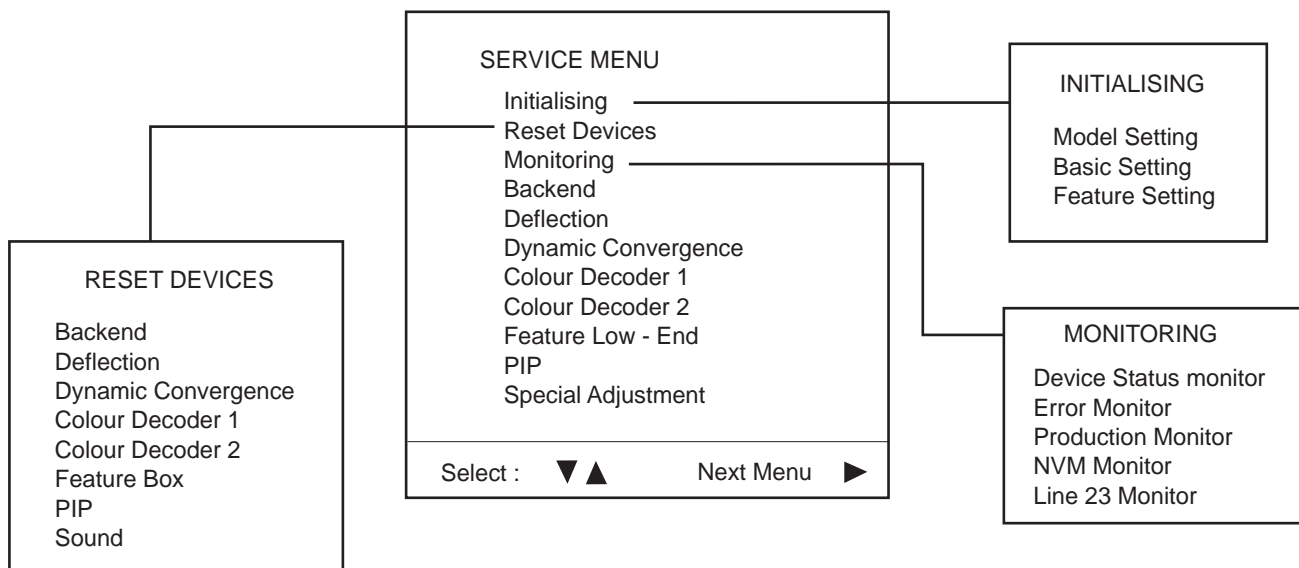 SERVICE MENU
Initialising
Reset Devices
Monitoring
Backend
Deflection
Dynamic Convergence
Colour Decoder 1
Colour Decoder 2
Feature Low - End
PIP
Special Adjustment
Select : ▼▲ Next Menu ►
INITIALISING
Model Setting
Basic Setting
Feature Setting
RESET DEVICES
Backend
Deflection
Dynamic Convergence
Colour Decoder 1
Colour Decoder 2
Feature Box
PIP
Sound
MONITORING
Device Status monitor
Error Monitor
Production Monitor
NVM Monitor
Line 23 Monitor